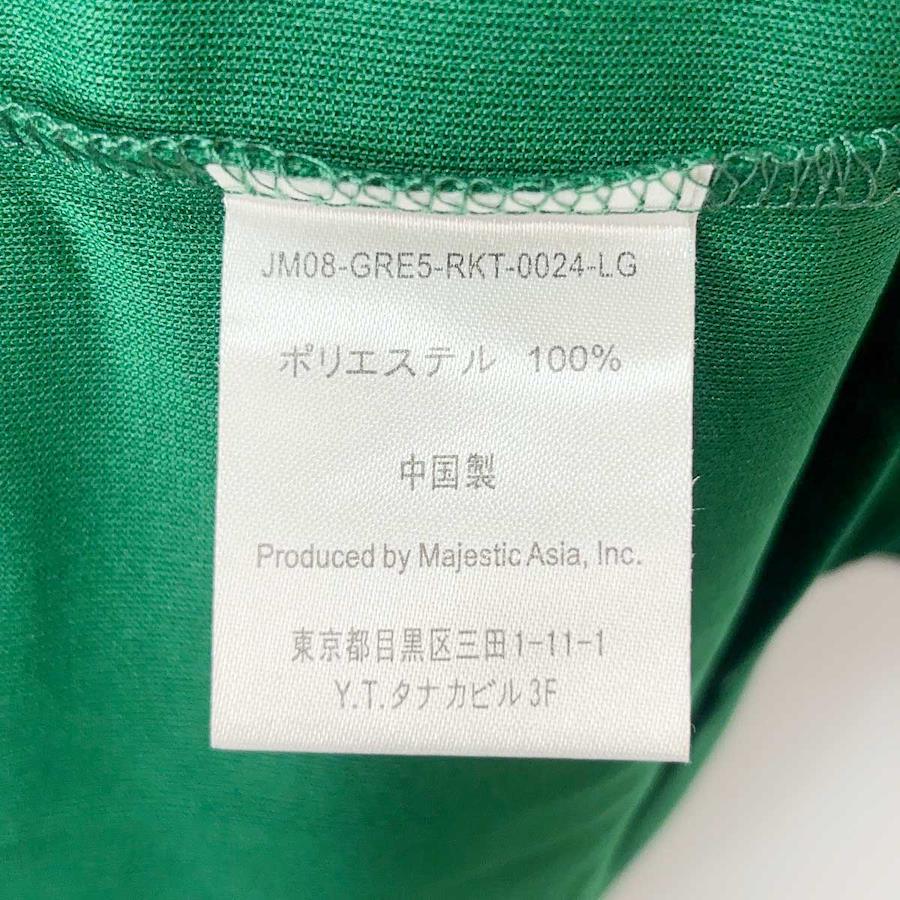 JM08-GRE5-RKT-0024-LG
ポリエステル 100%
中国製
Produced by Majestic Asia, Inc.
東京都目黒区三田1-11-1
Y.T.タナカビル3F